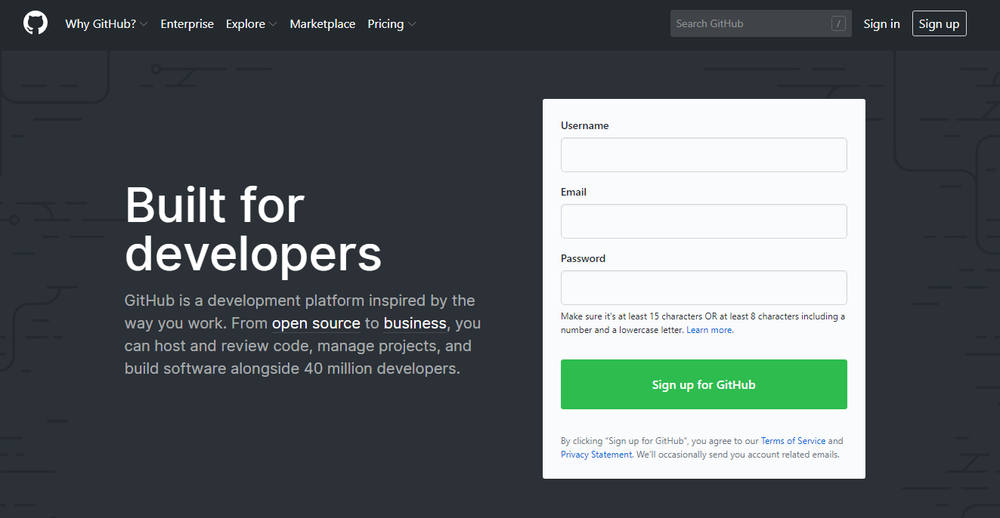 Why GitHub? Enterprise Explore Marketplace Pricing Search GitHub / Sign in Sign up
Built for
developers
GitHub is a development platform inspired by the
way you work. From open source to business, you
can host and review code, manage projects, and
build software alongside 40 million developers.
Username
Email
Password
Make sure it's at least 15 characters OR at least 8 characters including a
number and a lowercase letter. Learn more.
Sign up for GitHub
By clicking “Sign up for GitHub”, you agree to our Terms of Service and
Privacy Statement. We’ll occasionally send you account related emails.